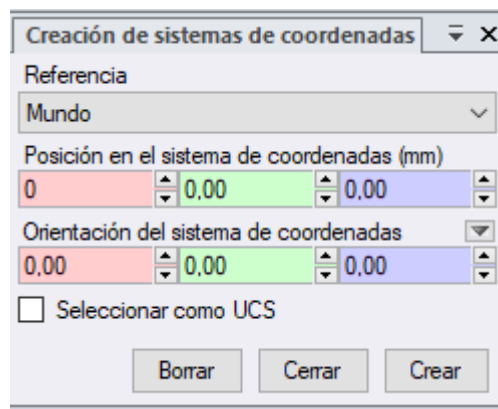 Creación de sistemas de coordenadas
Referencia
Mundo
Posición en el sistema de coordenadas (mm)
0 0,00 0,00
Orientación del sistema de coordenadas
0,00 0,00 0,00
Seleccionar como UCS
Borrar Cerrar Crear